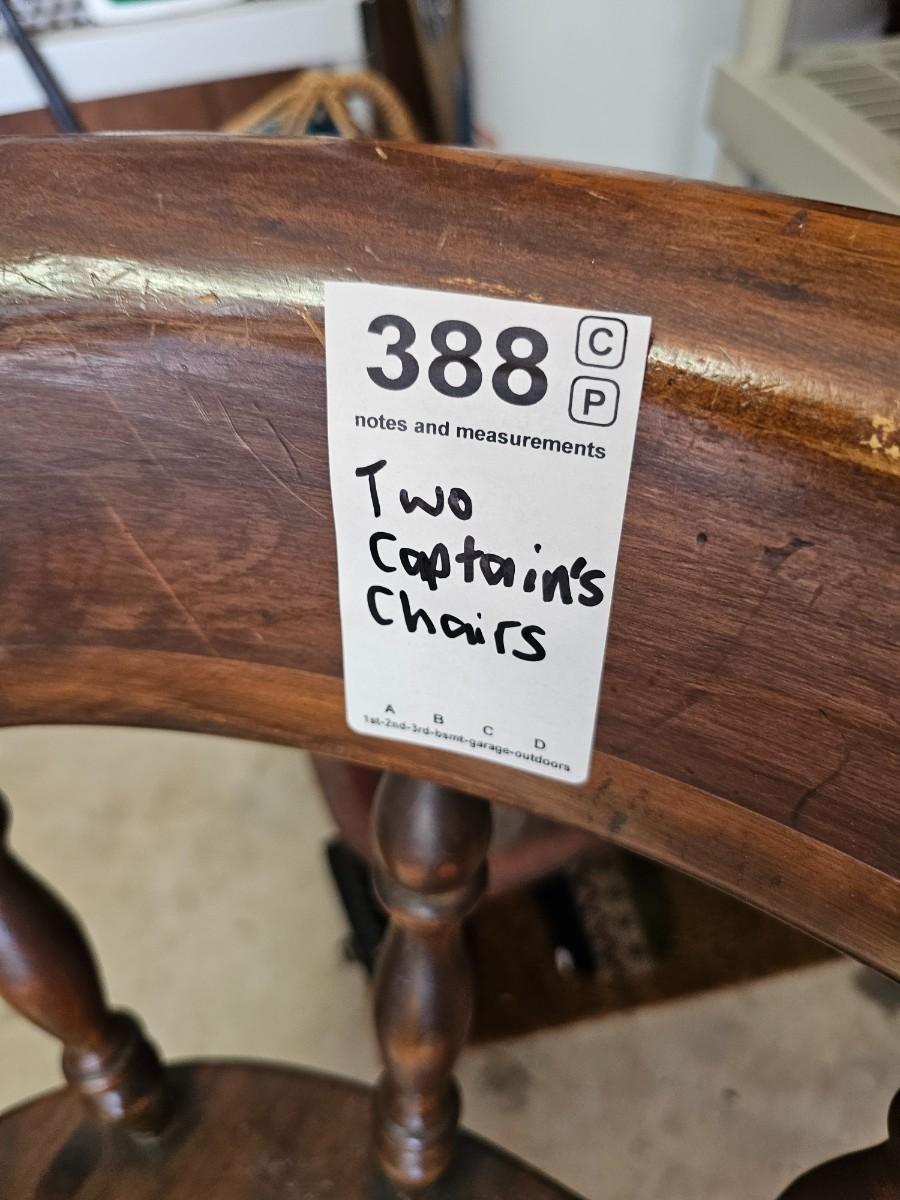 388 C
P
notes and measurements
Two
Captain's
Chairs
A B C D
1st-2nd-3rd-bsmt-garage-outdoors